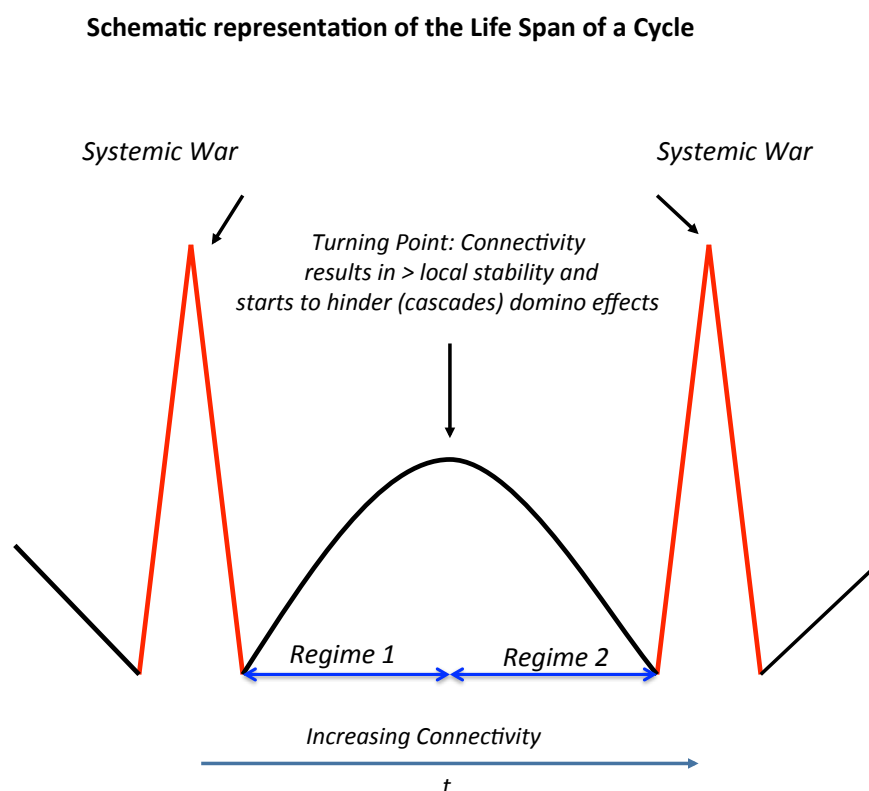 Schematic representation of the Life Span of a Cycle
Systemic War
Systemic War
Turning Point: Connectivity
results in > local stability and
starts to hinder (cascades) domino effects
Regime 1
Regime 2
Increasing Connectivity
t